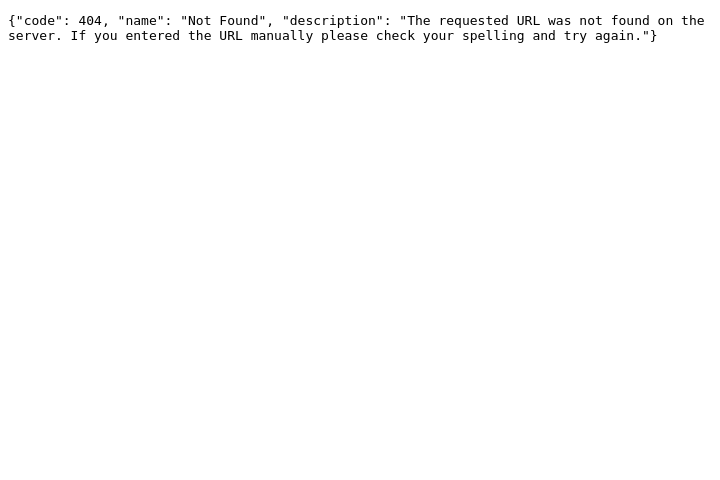 {"code": 404, "name": "Not Found", "description": "The requested URL was not found on the
server. If you entered the URL manually please check your spelling and try again."}